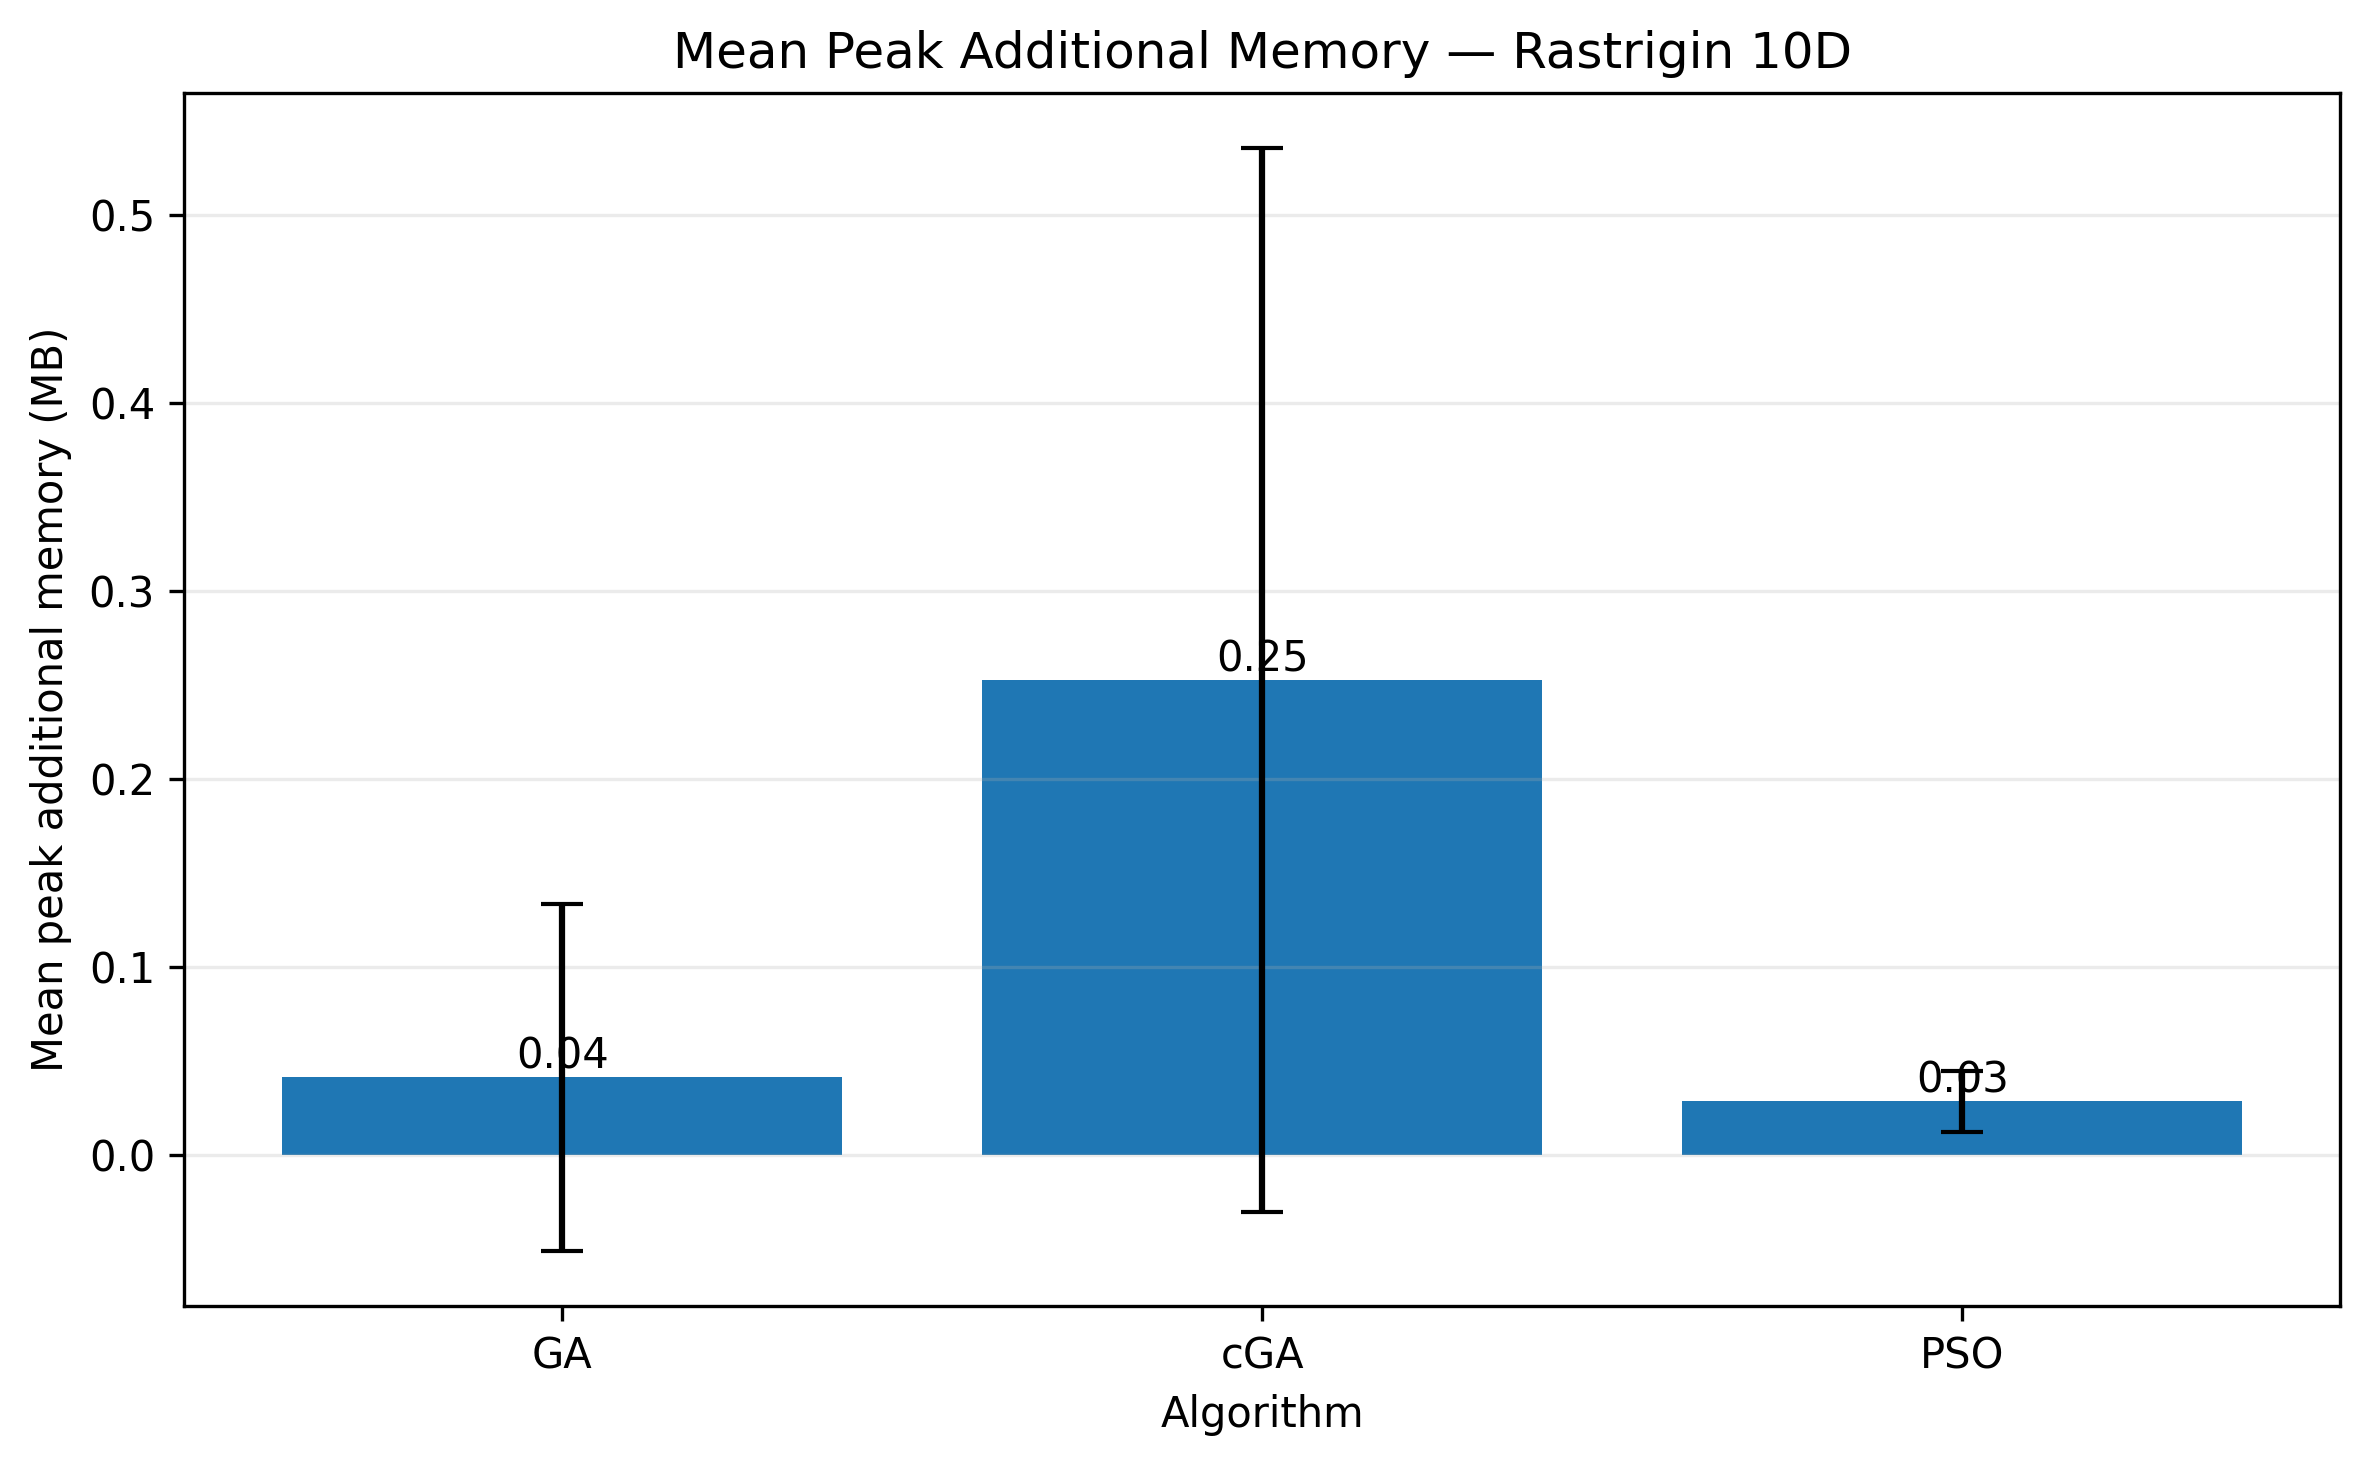 Mean Peak Additional Memory — Rastrigin 10D
Mean peak additional memory (MB)
0.5
0.4
0.3
0.2
0.1
0.0
0.04
0.25
0.03
GA
cGA
PSO
Algorithm